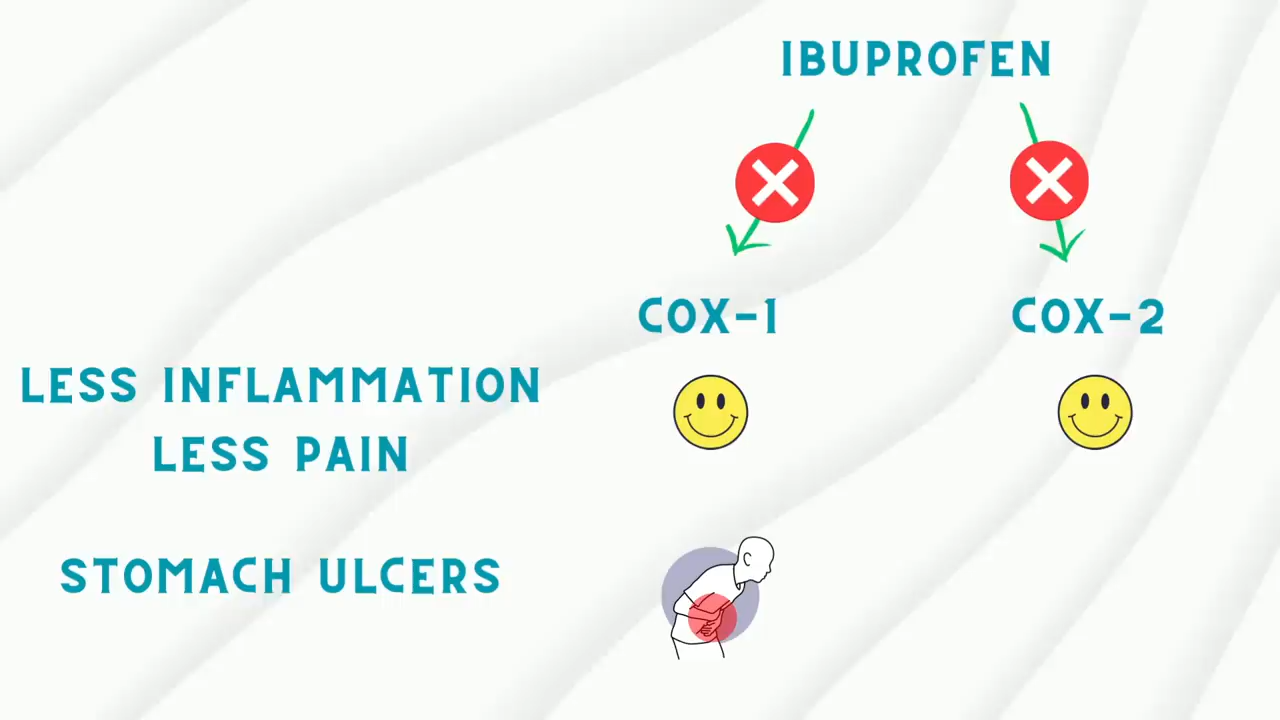 IBUPROFEN
COX-1
COX-2
LESS INFLAMMATION
LESS PAIN
STOMACH ULCERS